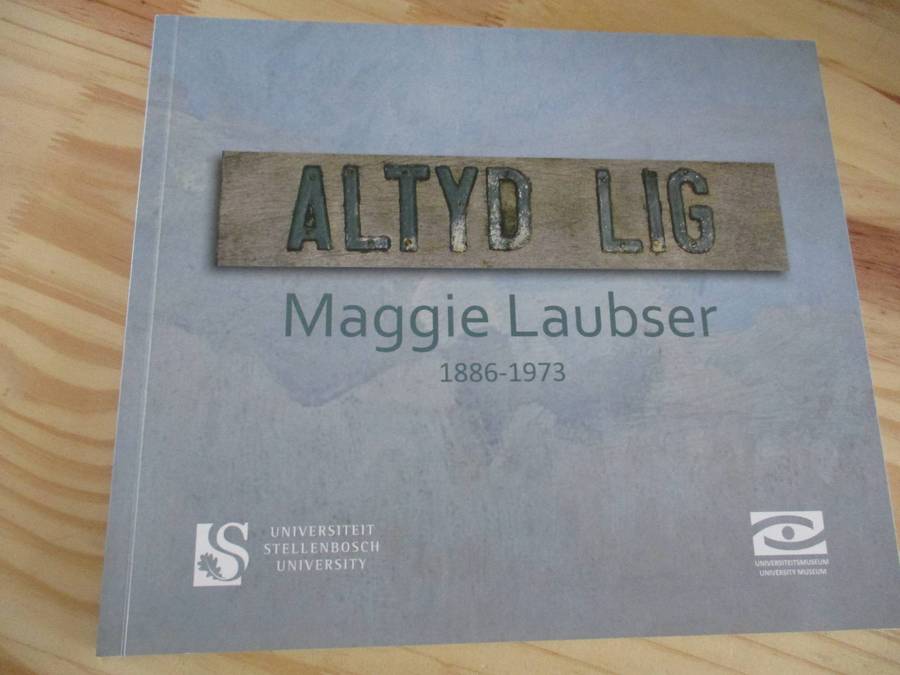 ALTYD LIG
Maggie Laubser
1886-1973
UNIVERSITEIT
STELLENBOSCH
UNIVERSITY
UNIVERSITEITSMUSEUM
UNIVERSITY MUSEUM